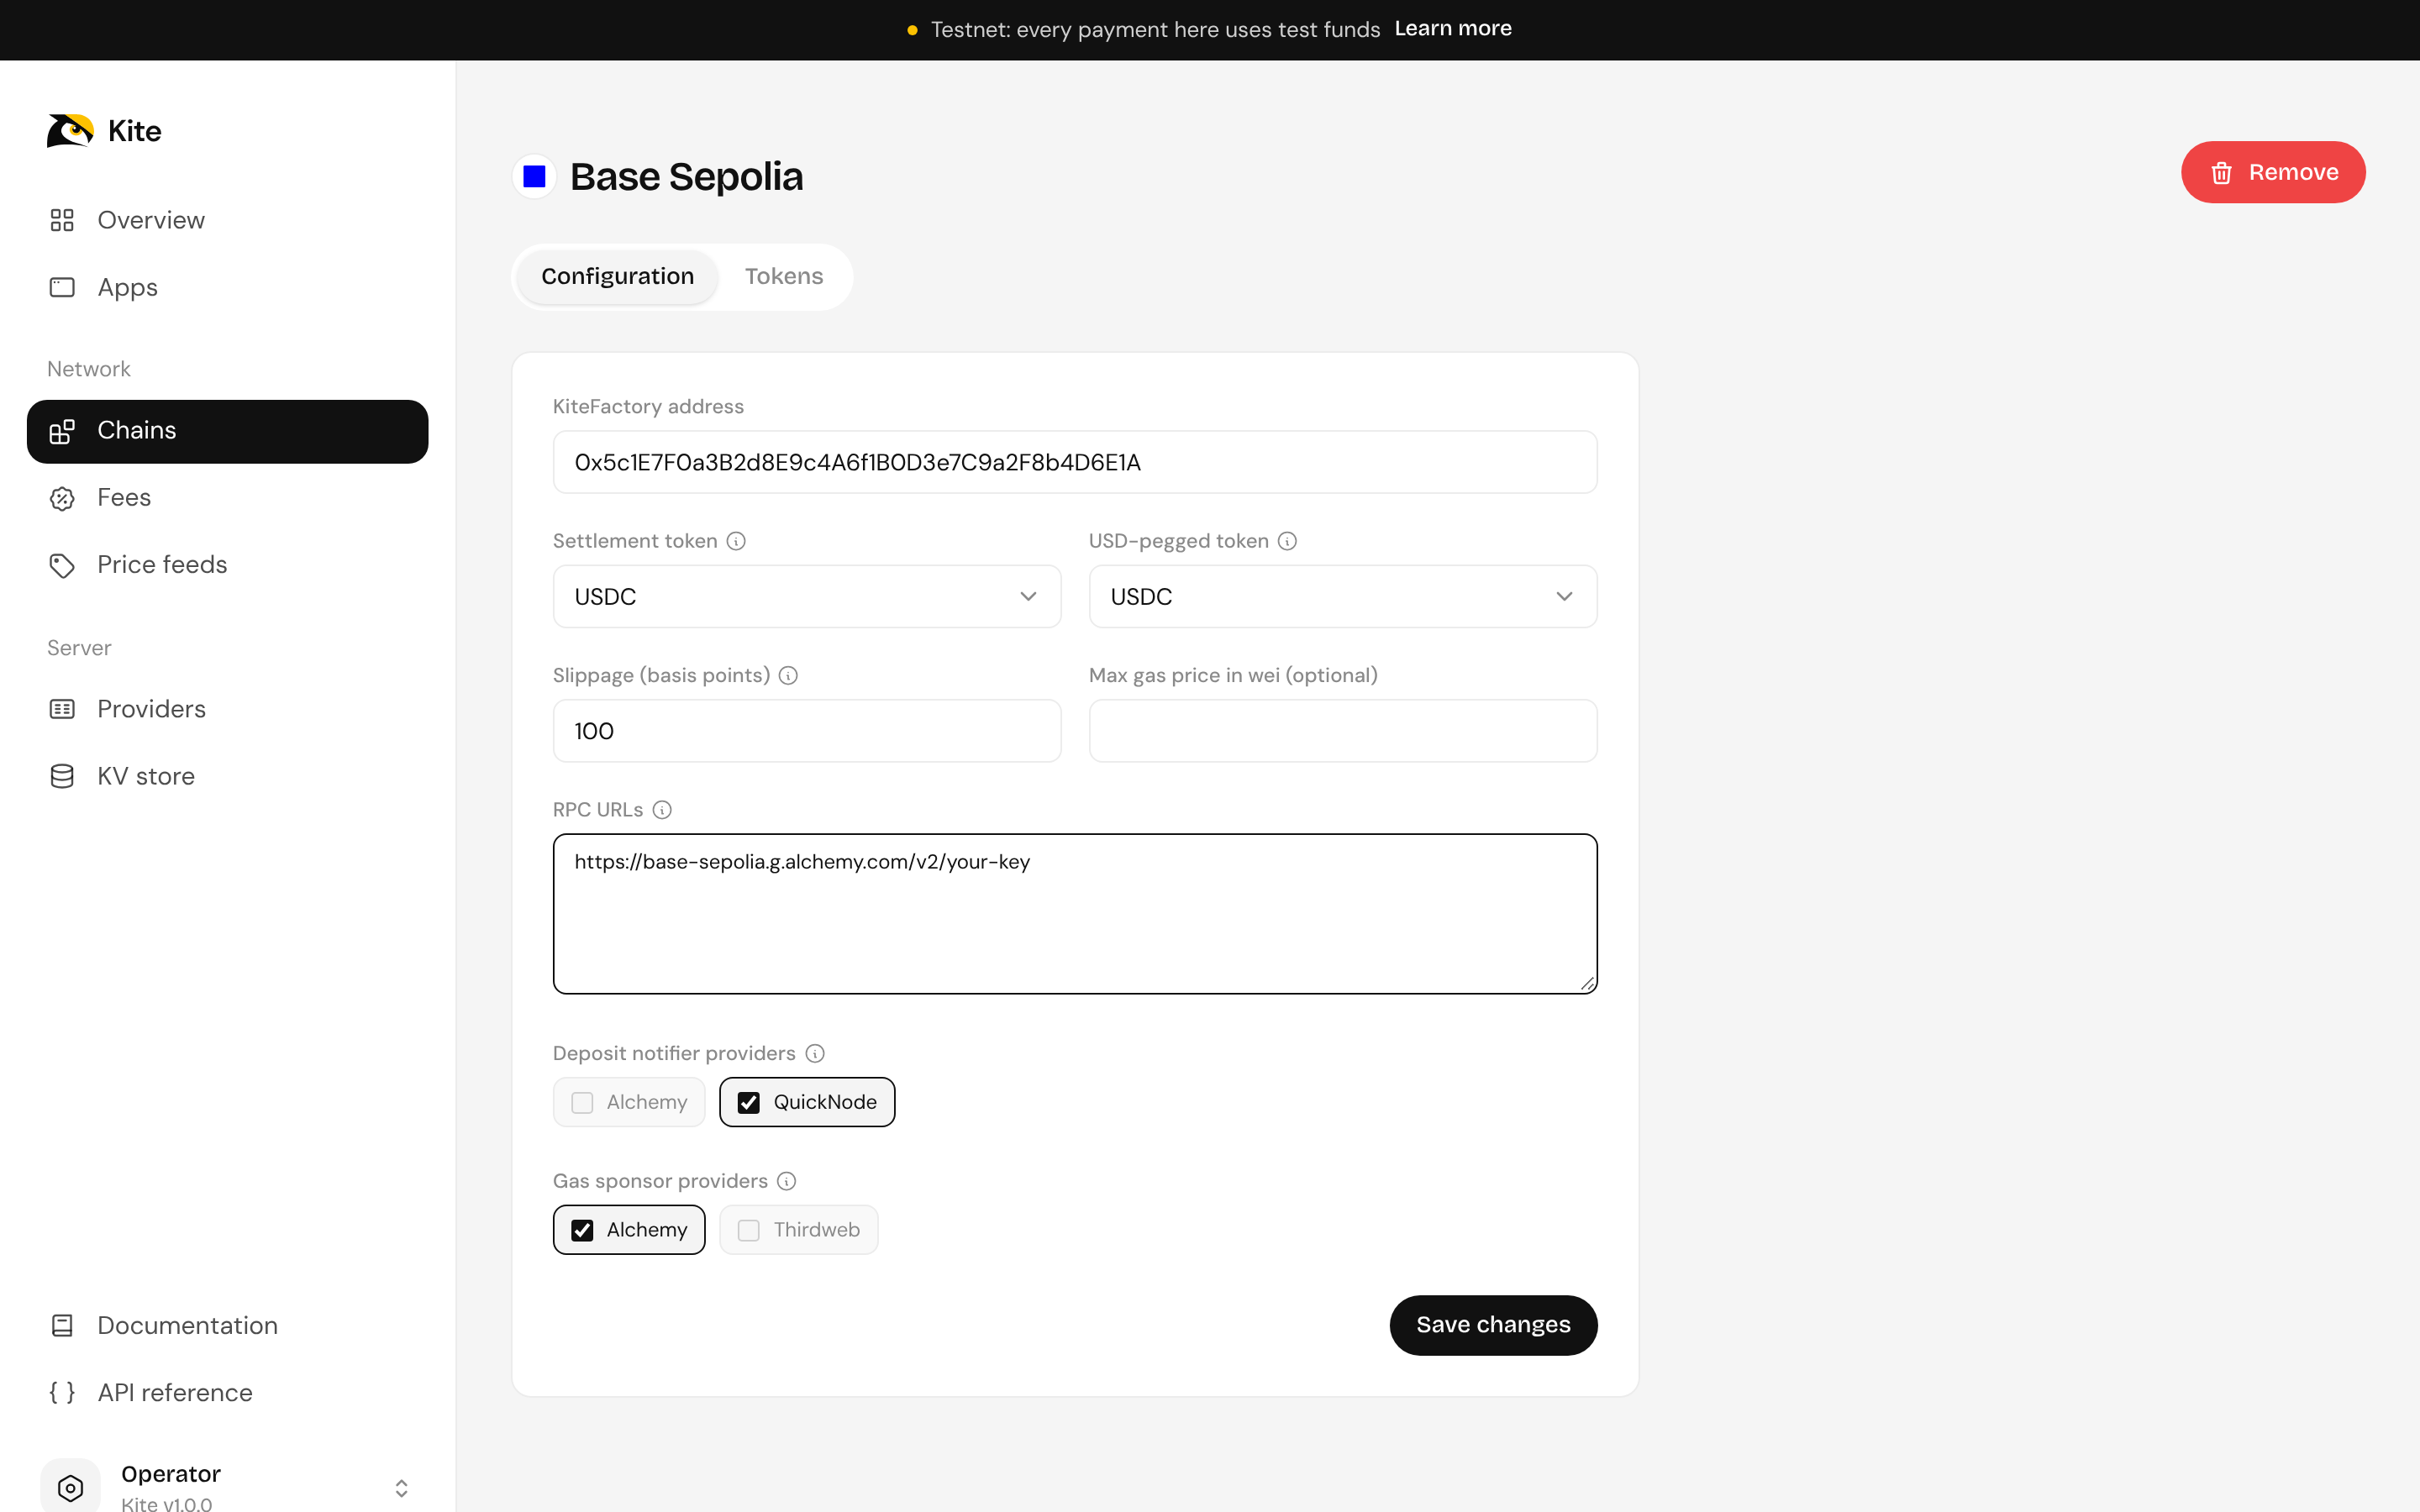 Testnet: every payment here uses test funds Learn more
Kite
Overview
Apps
Network
Chains
Fees
Price feeds
Server
Providers
KV store
Documentation
API reference
Operator
Kite v1.0.0
Base Sepolia
Remove
Configuration Tokens
KiteFactory address
0x5c1E7F0a3B2d8E9c4A6f1B0D3e7C9a2F8b4D6E1A
Settlement token USD-pegged token
USDC USDC
Slippage (basis points) Max gas price in wei (optional)
100
RPC URLs
https://base-sepolia.g.alchemy.com/v2/your-key
Deposit notifier providers
Alchemy QuickNode
Gas sponsor providers
Alchemy Thirdweb
Save changes